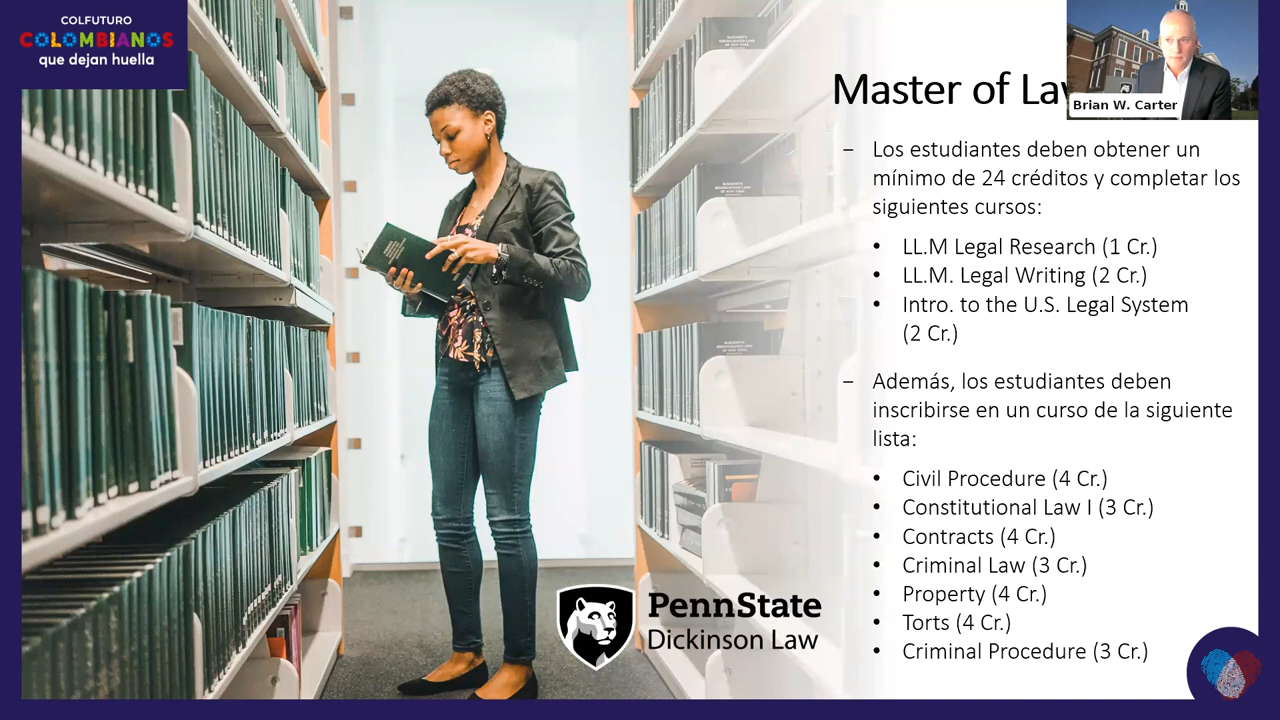 COLFUTURO
COLOMBIANOS
que dejan huella
Master of Law
Brian W. Carter
– Los estudiantes deben obtener un
mínimo de 24 créditos y completar los
siguientes cursos:
• LL.M Legal Research (1 Cr.)
• LL.M. Legal Writing (2 Cr.)
• Intro. to the U.S. Legal System
(2 Cr.)
– Además, los estudiantes deben
inscribirse en un curso de la siguiente
lista:
• Civil Procedure (4 Cr.)
• Constitutional Law I (3 Cr.)
• Contracts (4 Cr.)
• Criminal Law (3 Cr.)
• Property (4 Cr.)
• Torts (4 Cr.)
• Criminal Procedure (3 Cr.)
PennState
Dickinson Law